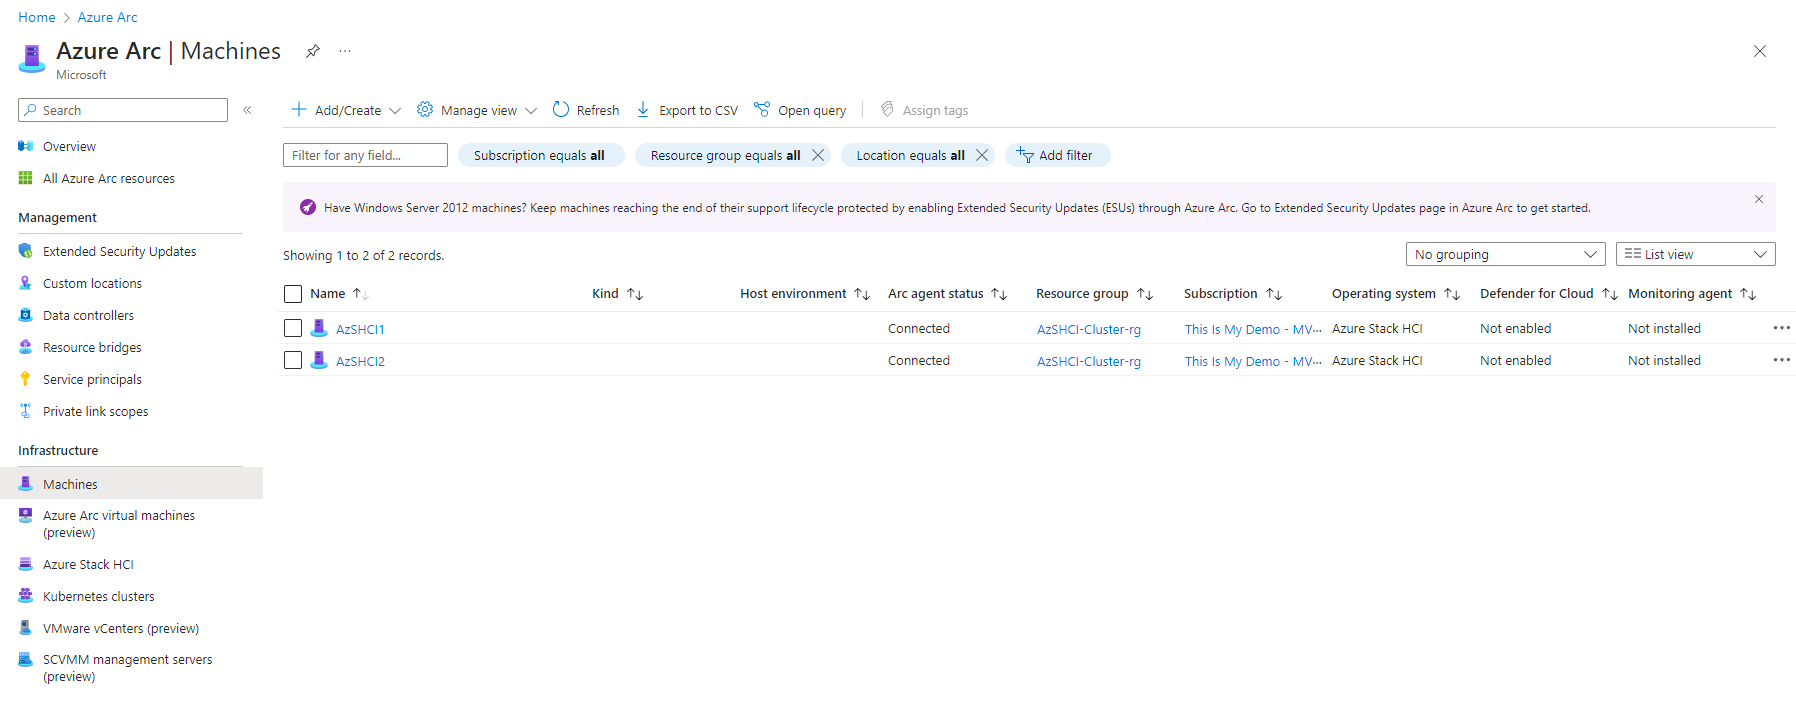 Home > Azure Arc
Azure Arc | Machines
Microsoft
Search
Overview
All Azure Arc resources
Management
Extended Security Updates
Custom locations
Data controllers
Resource bridges
Service principals
Private link scopes
Infrastructure
Machines
Azure Arc virtual machines
(preview)
Azure Stack HCI
Kubernetes clusters
VMware vCenters (preview)
SCVMM management servers
(preview)
Add/Create Manage view Refresh Export to CSV Open query Assign tags
Filter for any field... Subscription equals all Resource group equals all Location equals all Add filter
Have Windows Server 2012 machines? Keep machines reaching the end of their support lifecycle protected by enabling Extended Security Updates (ESUs) through Azure Arc. Go to Extended Security Updates page in Azure Arc to get started.
Showing 1 to 2 of 2 records. No grouping List view
Name Kind Host environment Arc agent status Resource group Subscription Operating system Defender for Cloud Monitoring agent
AzSHCI1 Connected AzSHCI-Cluster-rg This Is My Demo - MV... Azure Stack HCI Not enabled Not installed
AzSHCI2 Connected AzSHCI-Cluster-rg This Is My Demo - MV... Azure Stack HCI Not enabled Not installed